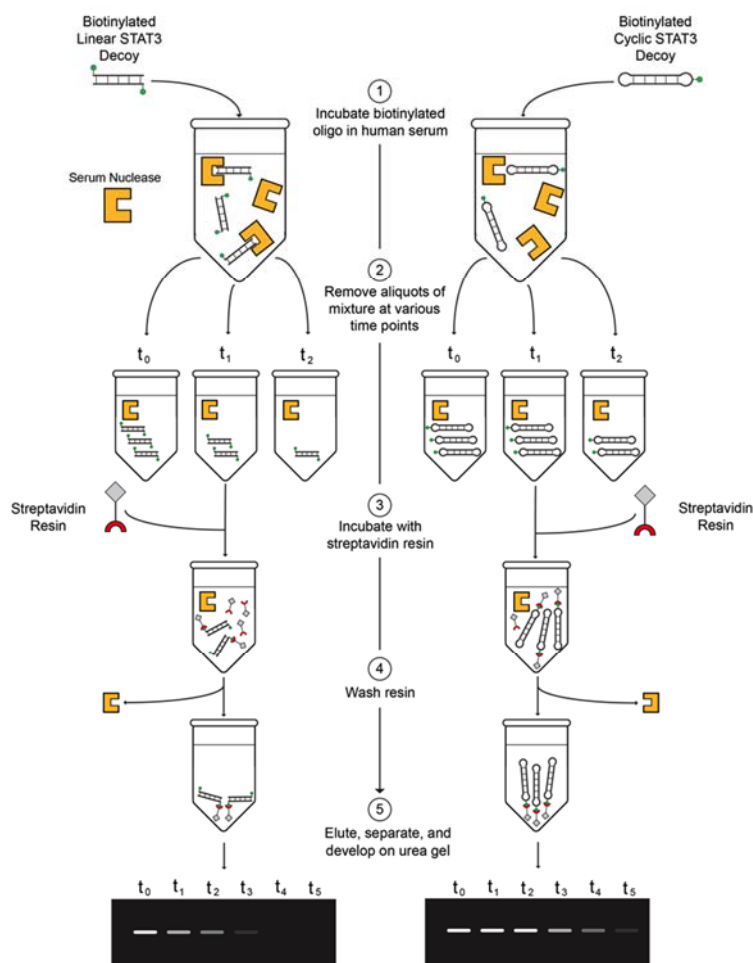 Biotinylated
Linear STAT3
Decoy
Biotinylated
Cyclic STAT3
Decoy
1
Incubate biotinylated
oligo in human serum
Serum Nuclease
2
Remove aliquots of
mixture at various
time points
t0 t1 t2
t0 t1 t2
Streptavidin
Resin
3
Incubate with
streptavidin resin
Streptavidin
Resin
4
Wash resin
5
Elute, separate, and
develop on urea gel
t0 t1 t2 t3 t4 t5
t0 t1 t2 t3 t4 t5